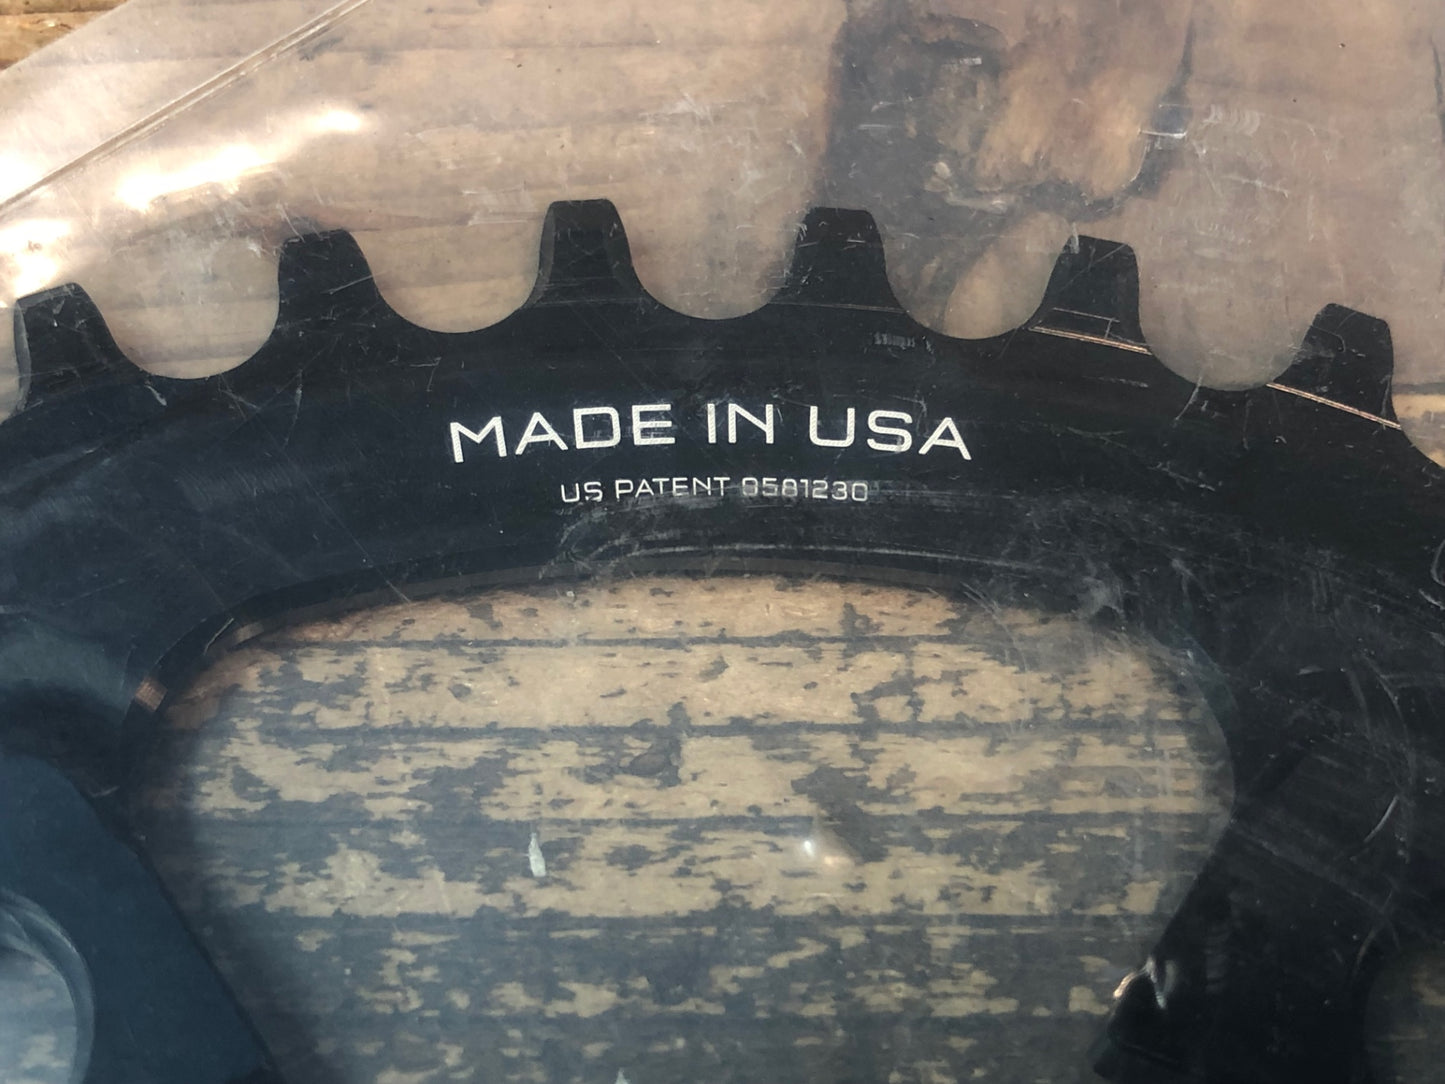 MADE IN USA
US PATENT 9581230